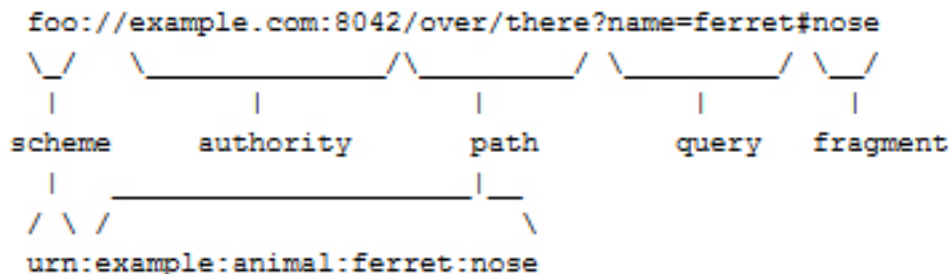 foo://example.com:8042/over/there?name=ferret#nose
scheme authority path query fragment
urn:example:animal:ferret:nose